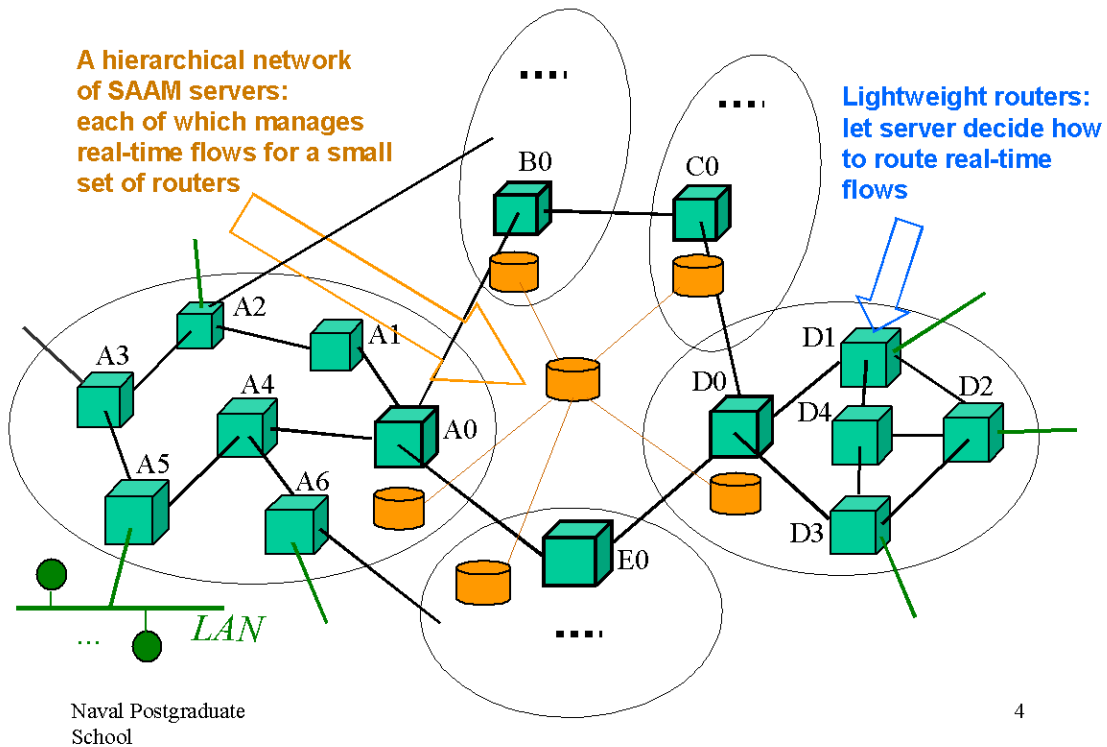 A hierarchical network
of SAAM servers:
each of which manages
real-time flows for a small
set of routers
Lightweight routers:
let server decide how
to route real-time
flows
B0
C0
A2
A1
A3
A4
A0
A5
A6
D1
D0
D2
D4
D3
E0
LAN
...
Naval Postgraduate
School
4